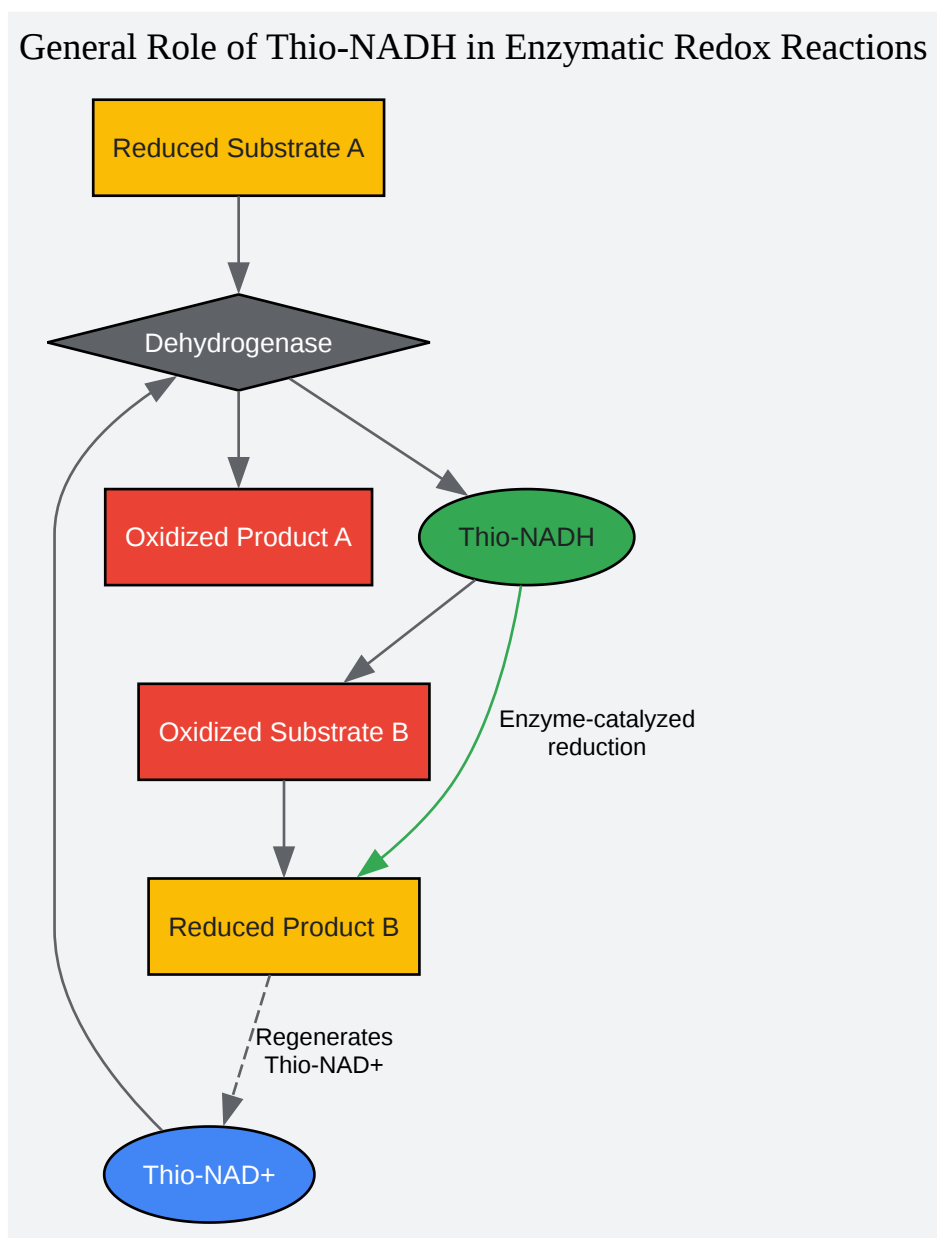 General Role of Thio-NADH in Enzymatic Redox Reactions
Reduced Substrate A
Dehydrogenase
Oxidized Product A
Thio-NADH
Oxidized Substrate B
Enzyme-catalyzed
reduction
Reduced Product B
Regenerates
Thio-NAD+
Thio-NAD+